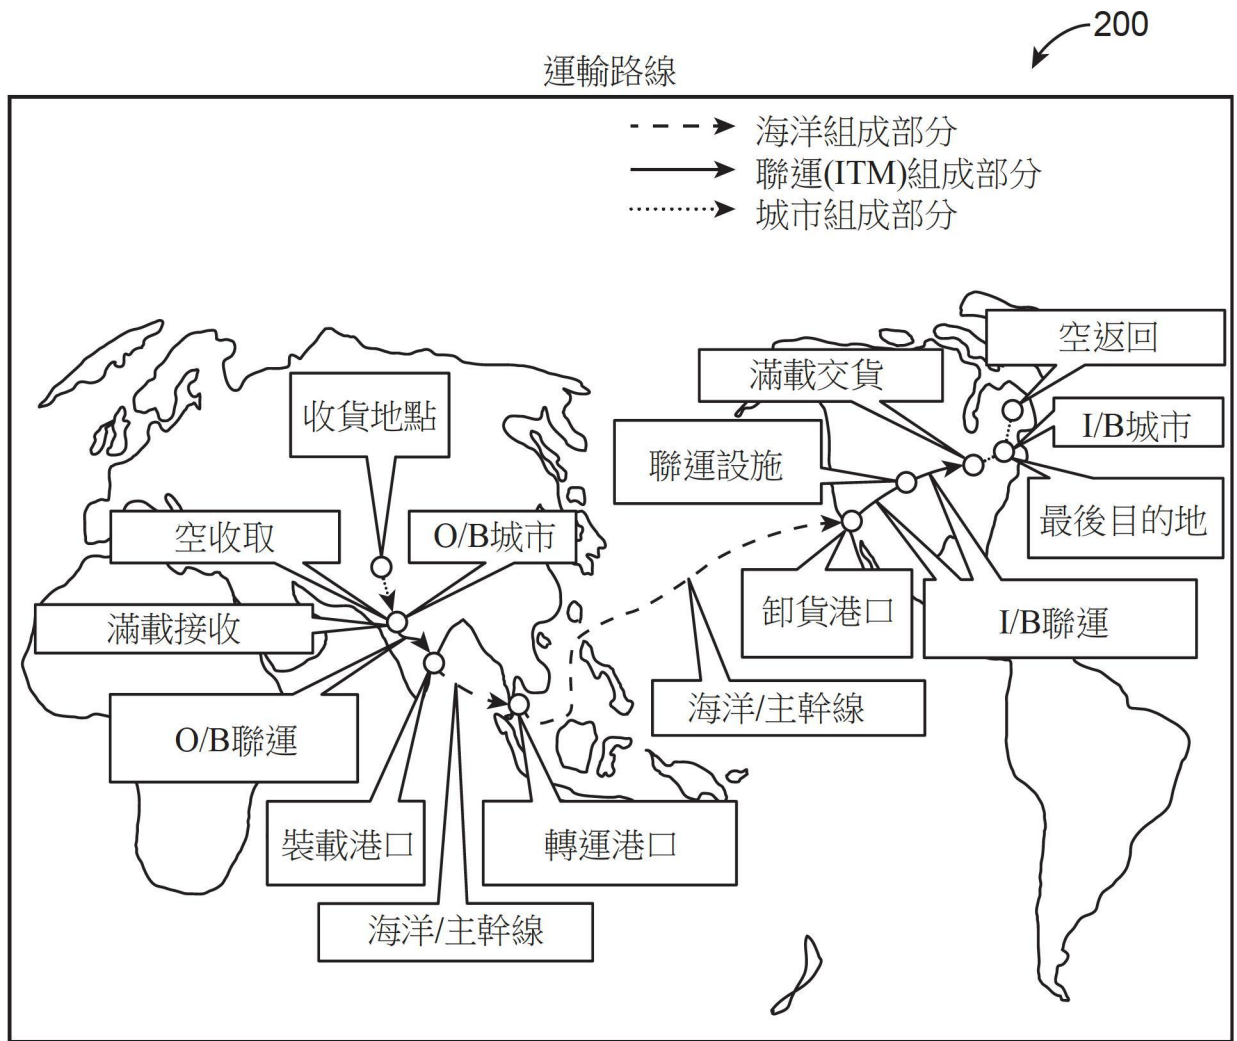 200
運輸路線
海洋組成部分
聯運(ITM)組成部分
城市組成部分
空返回
滿載交貨
收貨地點
I/B城市
聯運設施
最後目的地
空收取
O/B城市
滿載接收
卸貨港口
I/B聯運
海洋/主幹線
O/B聯運
裝載港口
轉運港口
海洋/主幹線